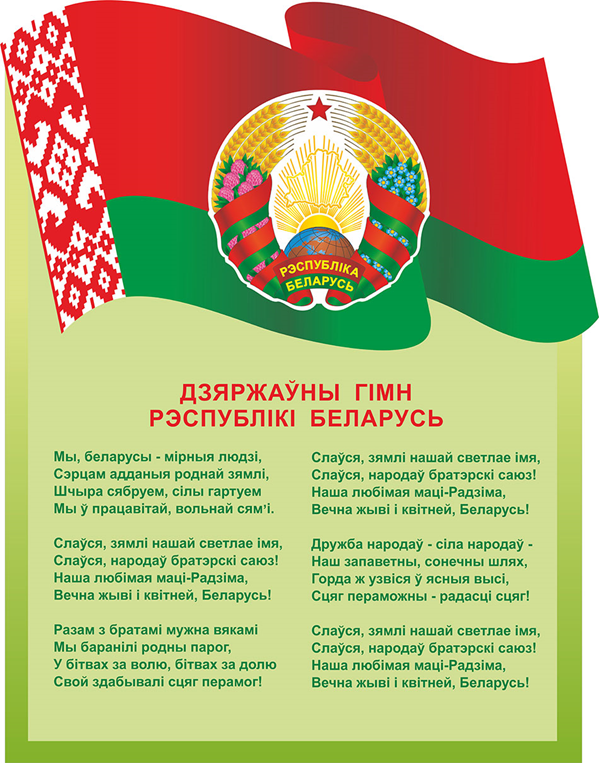 РЭСПУБЛІКА
БЕЛАРУСЬ
ДЗЯРЖАЎНЫ ГІМН
РЭСПУБЛІКІ БЕЛАРУСЬ
Мы, беларусы - мірныя людзі,
Сэрцам адданыя роднай зямлі,
Шчыра сябруем, сілы гартуем
Мы ў працавітай, вольнай сям’і.
Слаўся, зямлі нашай светлае імя,
Слаўся, народаў братэрскі саюз!
Наша любімая маці-Радзіма,
Вечна жыві і квітней, Беларусь!
Разам з братамі мужна вякамі
Мы баранілі родны парог,
У бітвах за волю, бітвах за долю
Свой здабывалі сцяг перамог!
Слаўся, зямлі нашай светлае імя,
Слаўся, народаў братэрскі саюз!
Наша любімая маці-Радзіма,
Вечна жыві і квітней, Беларусь!
Дружба народаў - сіла народаў -
Наш запаветны, сонечны шлях,
Горда ж узвіся ў ясныя высі,
Сцяг пераможны - радасці сцяг!
Слаўся, зямлі нашай светлае імя,
Слаўся, народаў братэрскі саюз!
Наша любімая маці-Радзіма,
Вечна жыві і квітней, Беларусь!